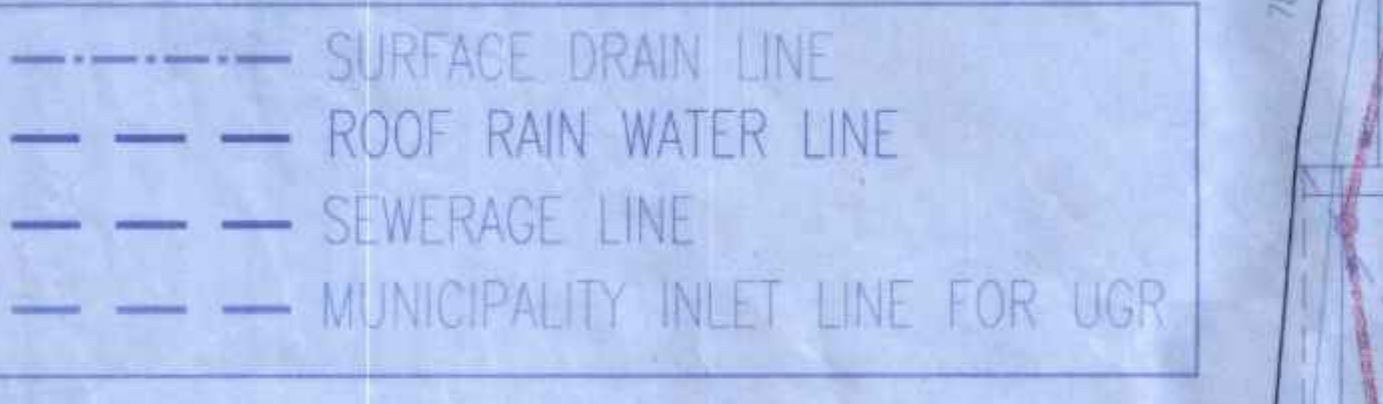 SURFACE DRAIN LINE
ROOF RAIN WATER LINE
SEWERAGE LINE
MUNICIPALITY INLET LINE FOR UGR